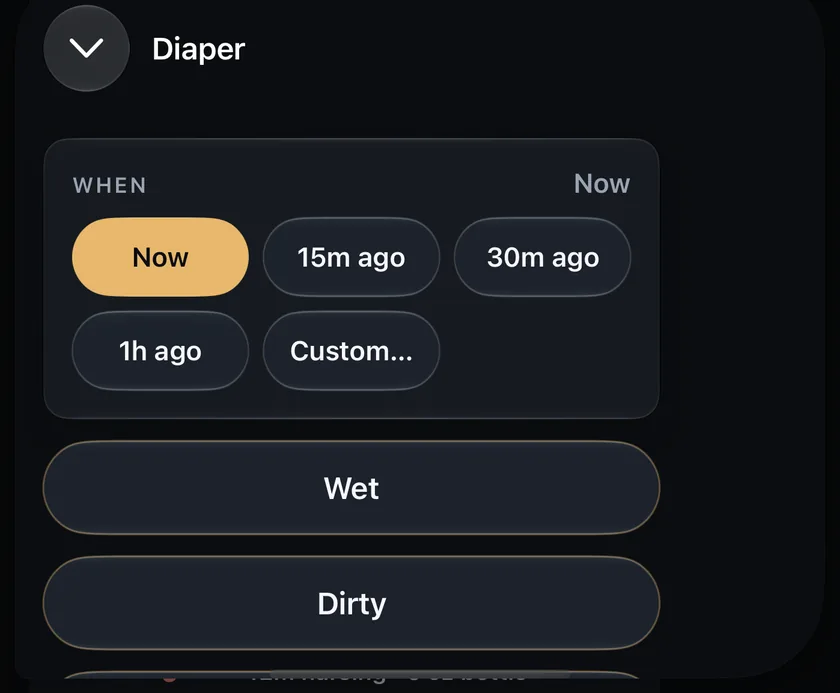 Diaper
WHEN
Now
Now
15m ago
30m ago
1h ago
Custom...
Wet
Dirty